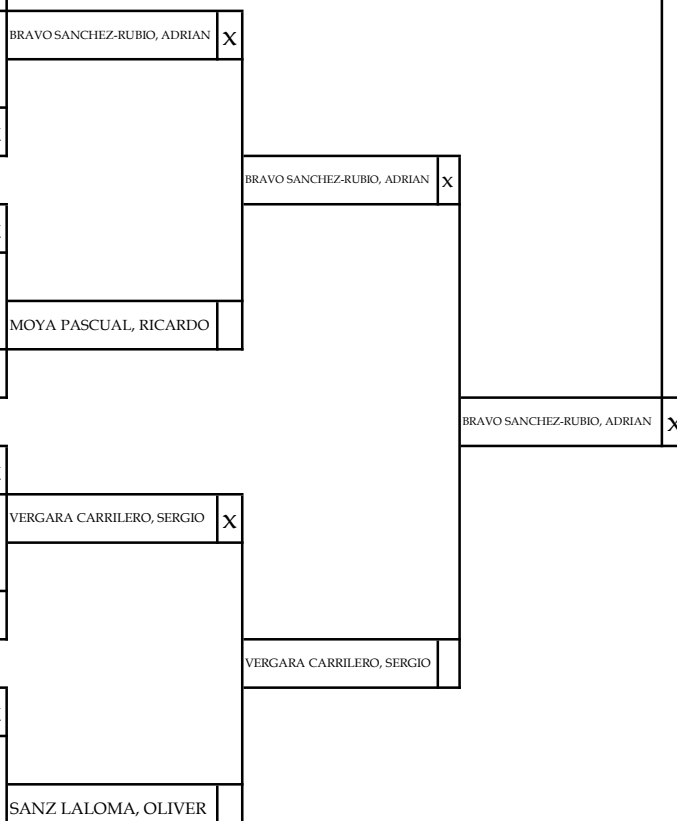 BRAVO SANCHEZ-RUBIO, ADRIAN X
BRAVO SANCHEZ-RUBIO, ADRIAN X
MOYA PASCUAL, RICARDO
BRAVO SANCHEZ-RUBIO, ADRIAN X
VERGARA CARRILERO, SERGIO X
VERGARA CARRILERO, SERGIO
SANZ LALOMA, OLIVER